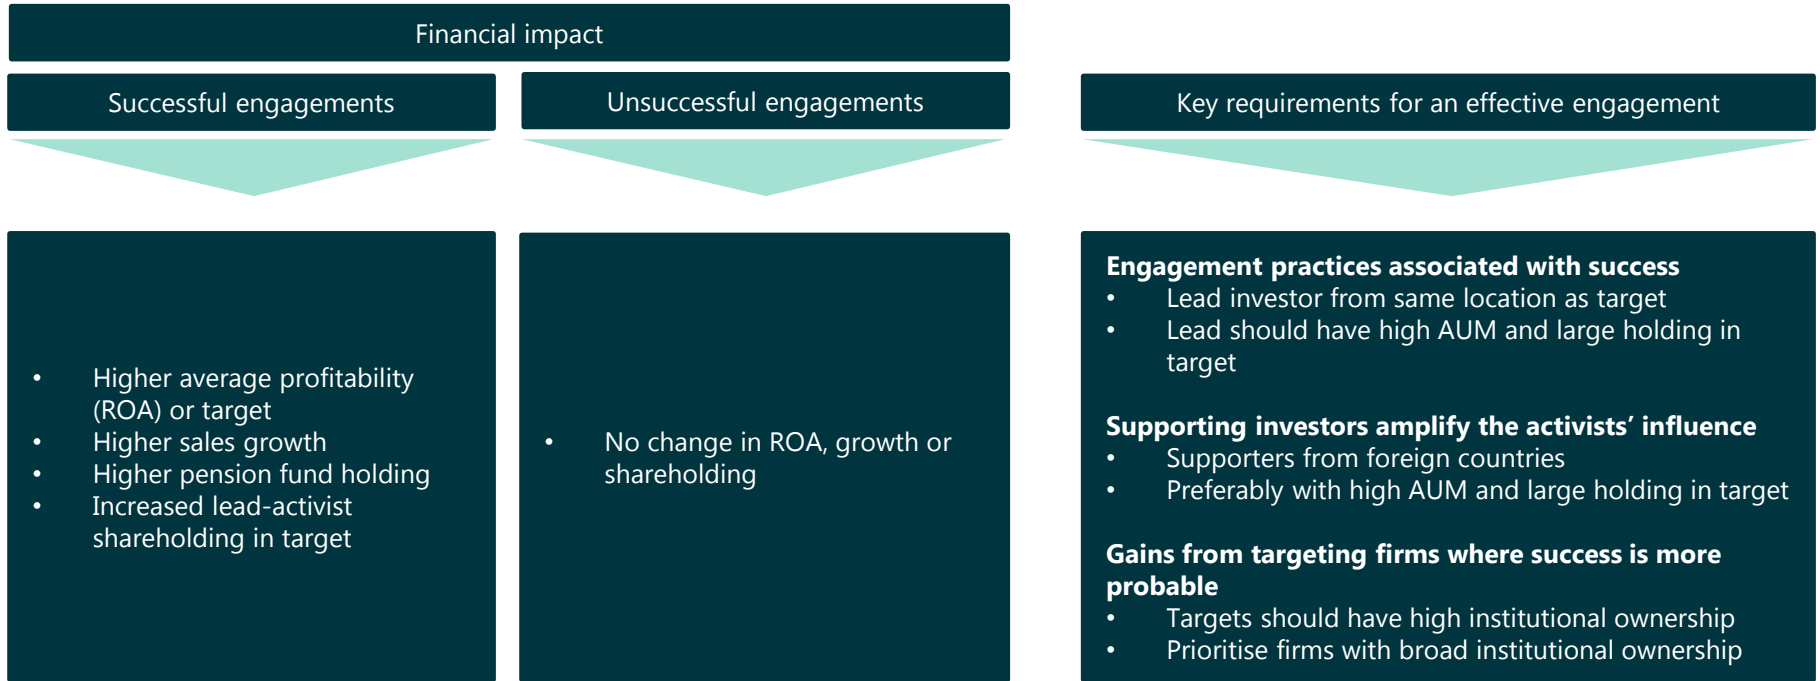 Financial impact
Successful engagements
Unsuccessful engagements
Key requirements for an effective engagement
• Higher average profitability
(ROA) or target
• Higher sales growth
• Higher pension fund holding
• Increased lead-activist
shareholding in target
• No change in ROA, growth or
shareholding
Engagement practices associated with success
• Lead investor from same location as target
• Lead should have high AUM and large holding in
target
Supporting investors amplify the activists’ influence
• Supporters from foreign countries
• Preferably with high AUM and large holding in target
Gains from targeting firms where success is more
probable
• Targets should have high institutional ownership
• Prioritise firms with broad institutional ownership